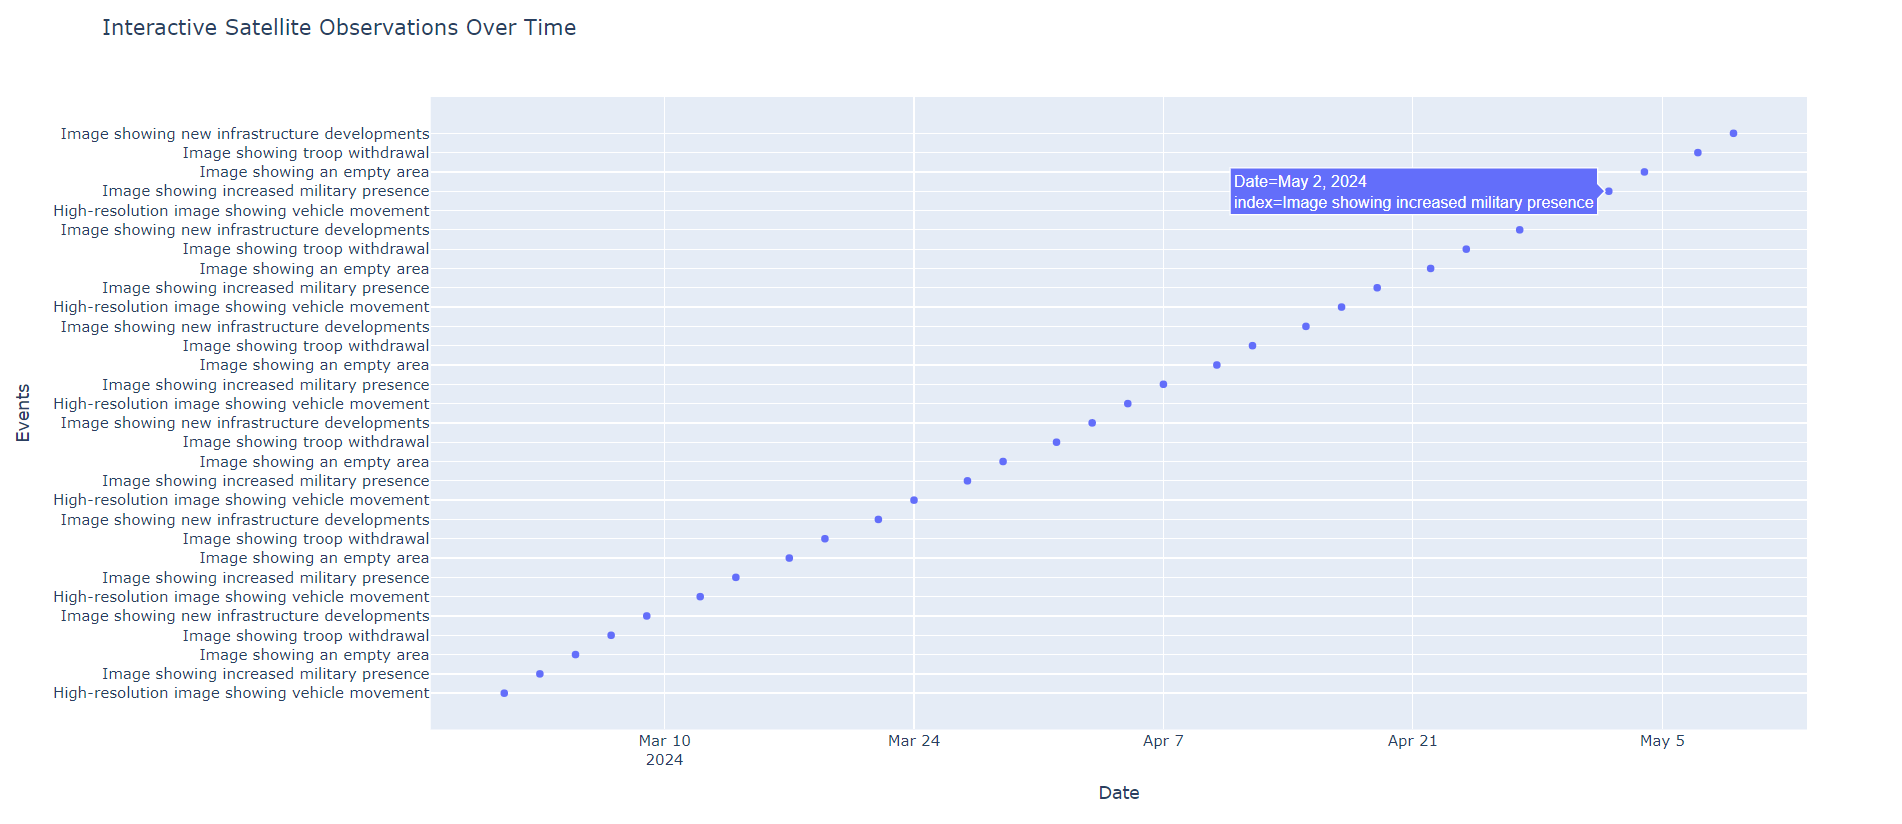 Interactive Satellite Observations Over Time
Image showing new infrastructure developments
Image showing troop withdrawal
Image showing an empty area
Image showing increased military presence
High-resolution image showing vehicle movement
Image showing new infrastructure developments
Image showing troop withdrawal
Image showing an empty area
Image showing increased military presence
High-resolution image showing vehicle movement
Image showing new infrastructure developments
Image showing troop withdrawal
Image showing an empty area
Image showing increased military presence
High-resolution image showing vehicle movement
Image showing new infrastructure developments
Image showing troop withdrawal
Image showing an empty area
Image showing increased military presence
High-resolution image showing vehicle movement
Image showing new infrastructure developments
Image showing troop withdrawal
Image showing an empty area
Image showing increased military presence
High-resolution image showing vehicle movement
Image showing new infrastructure developments
Image showing troop withdrawal
Image showing an empty area
Image showing increased military presence
High-resolution image showing vehicle movement
Events
Date=May 2, 2024
index=Image showing increased military presence
Mar 10
2024
Mar 24
Apr 7
Apr 21
May 5
Date